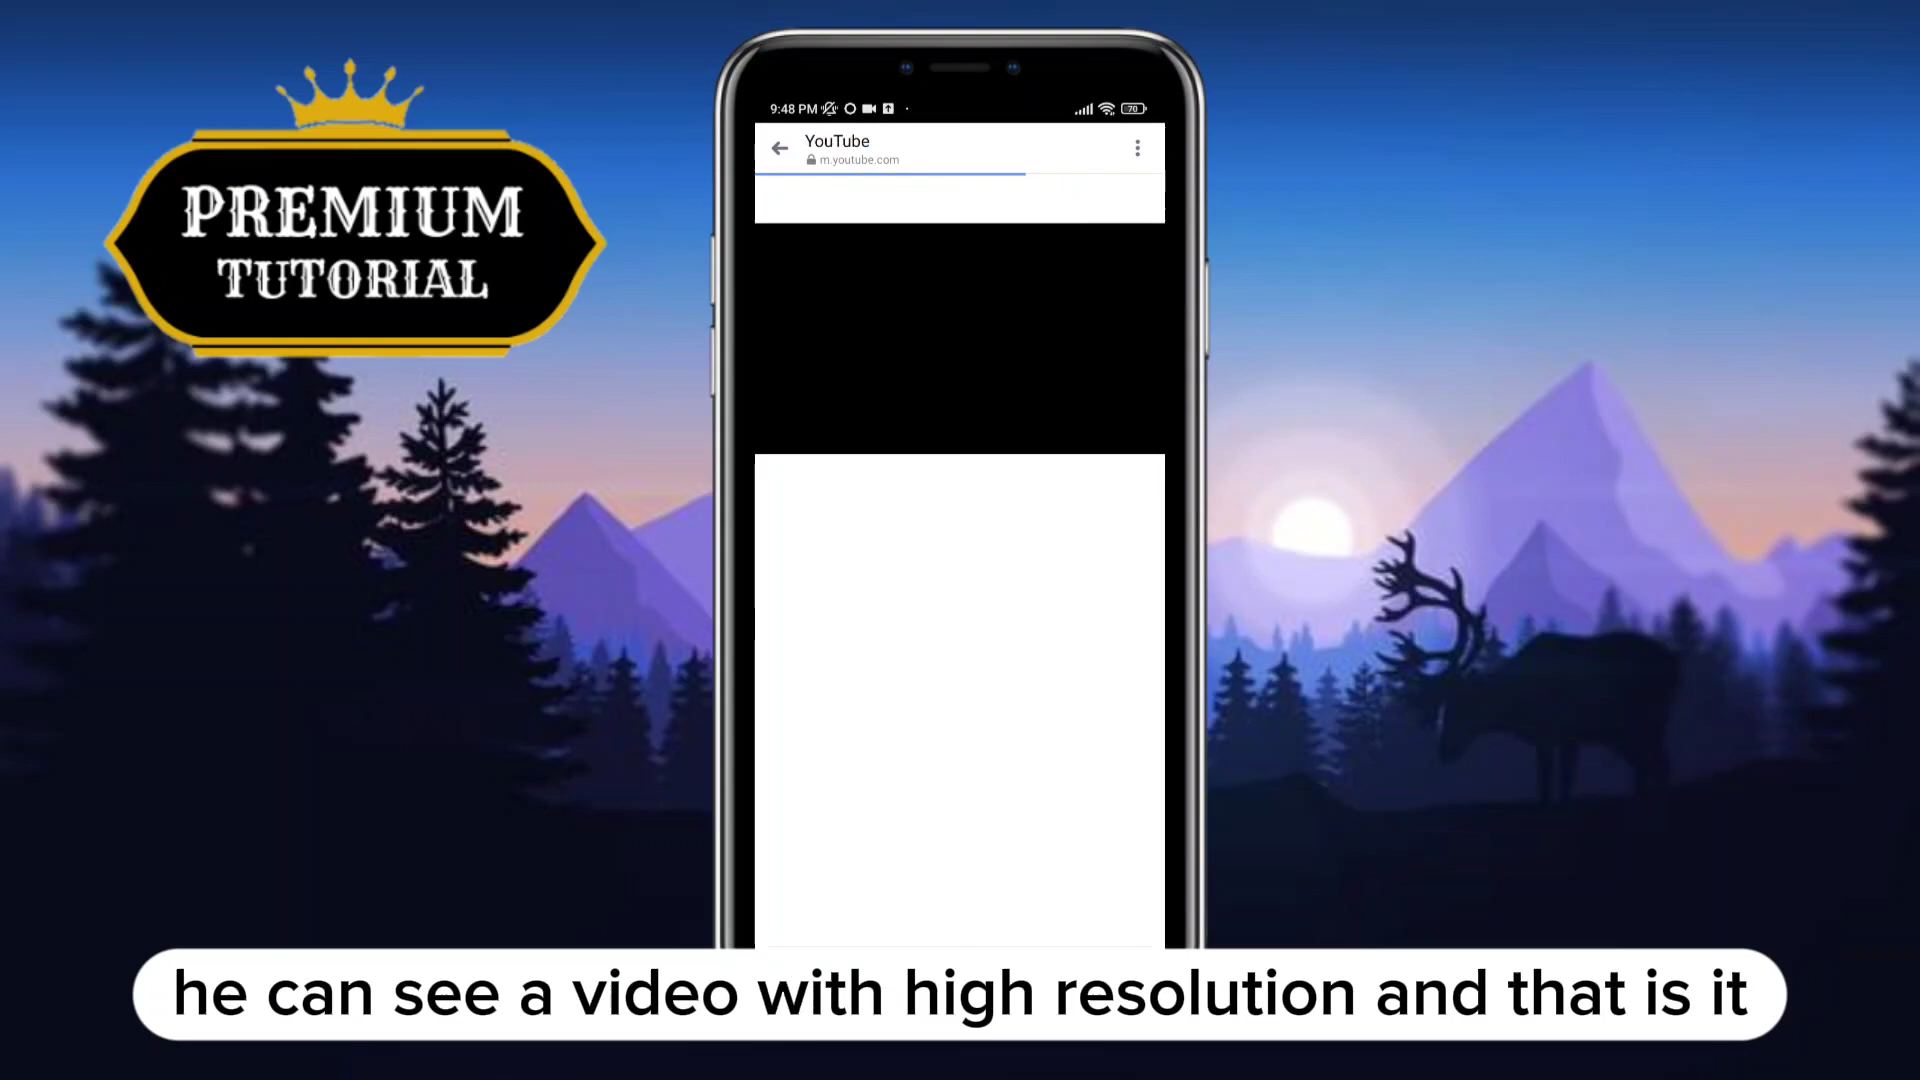 PREMIUM
TUTORIAL
9:48 PM
70
YouTube
m.youtube.com
he can see a video with high resolution and that is it